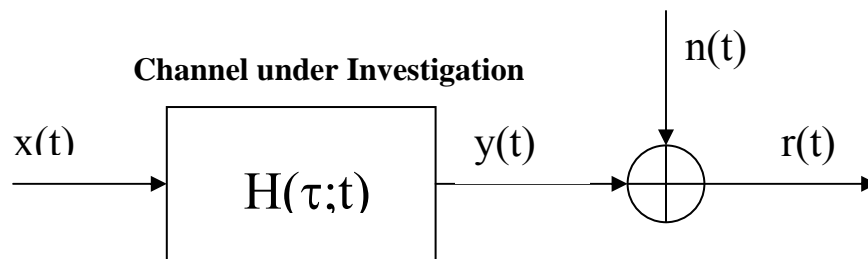 n(t)
Channel under Investigation
x(t)
y(t)
r(t)
H(τ;t)